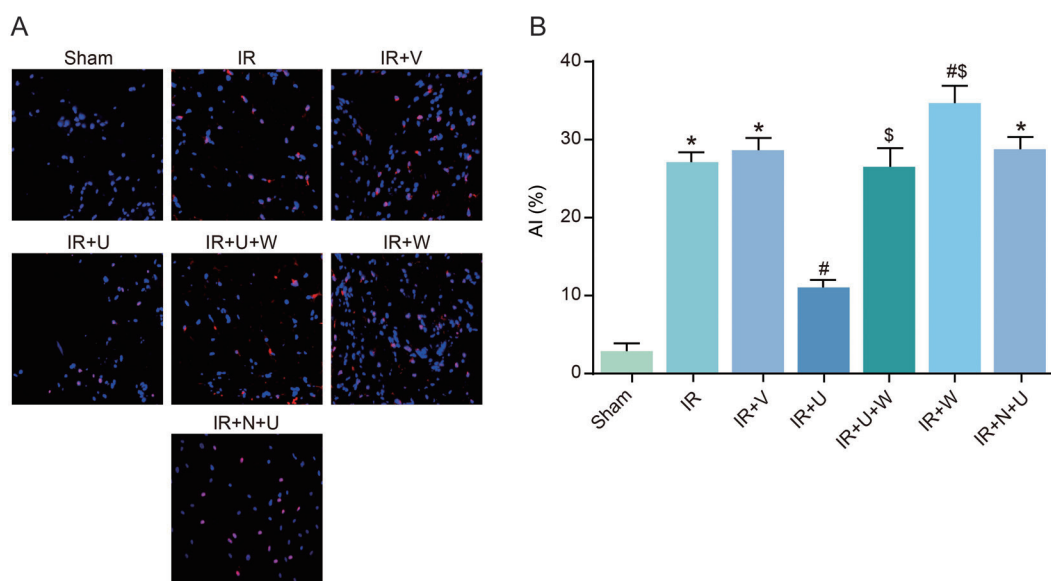 A
Sham
IR
IR+V
IR+U
IR+U+W
IR+W
IR+N+U
B
AI (%)
40
30
20
10
0
*
*
#
$
#$
*
Sham
IR
IR+V
IR+U
IR+U+W
IR+W
IR+N+U